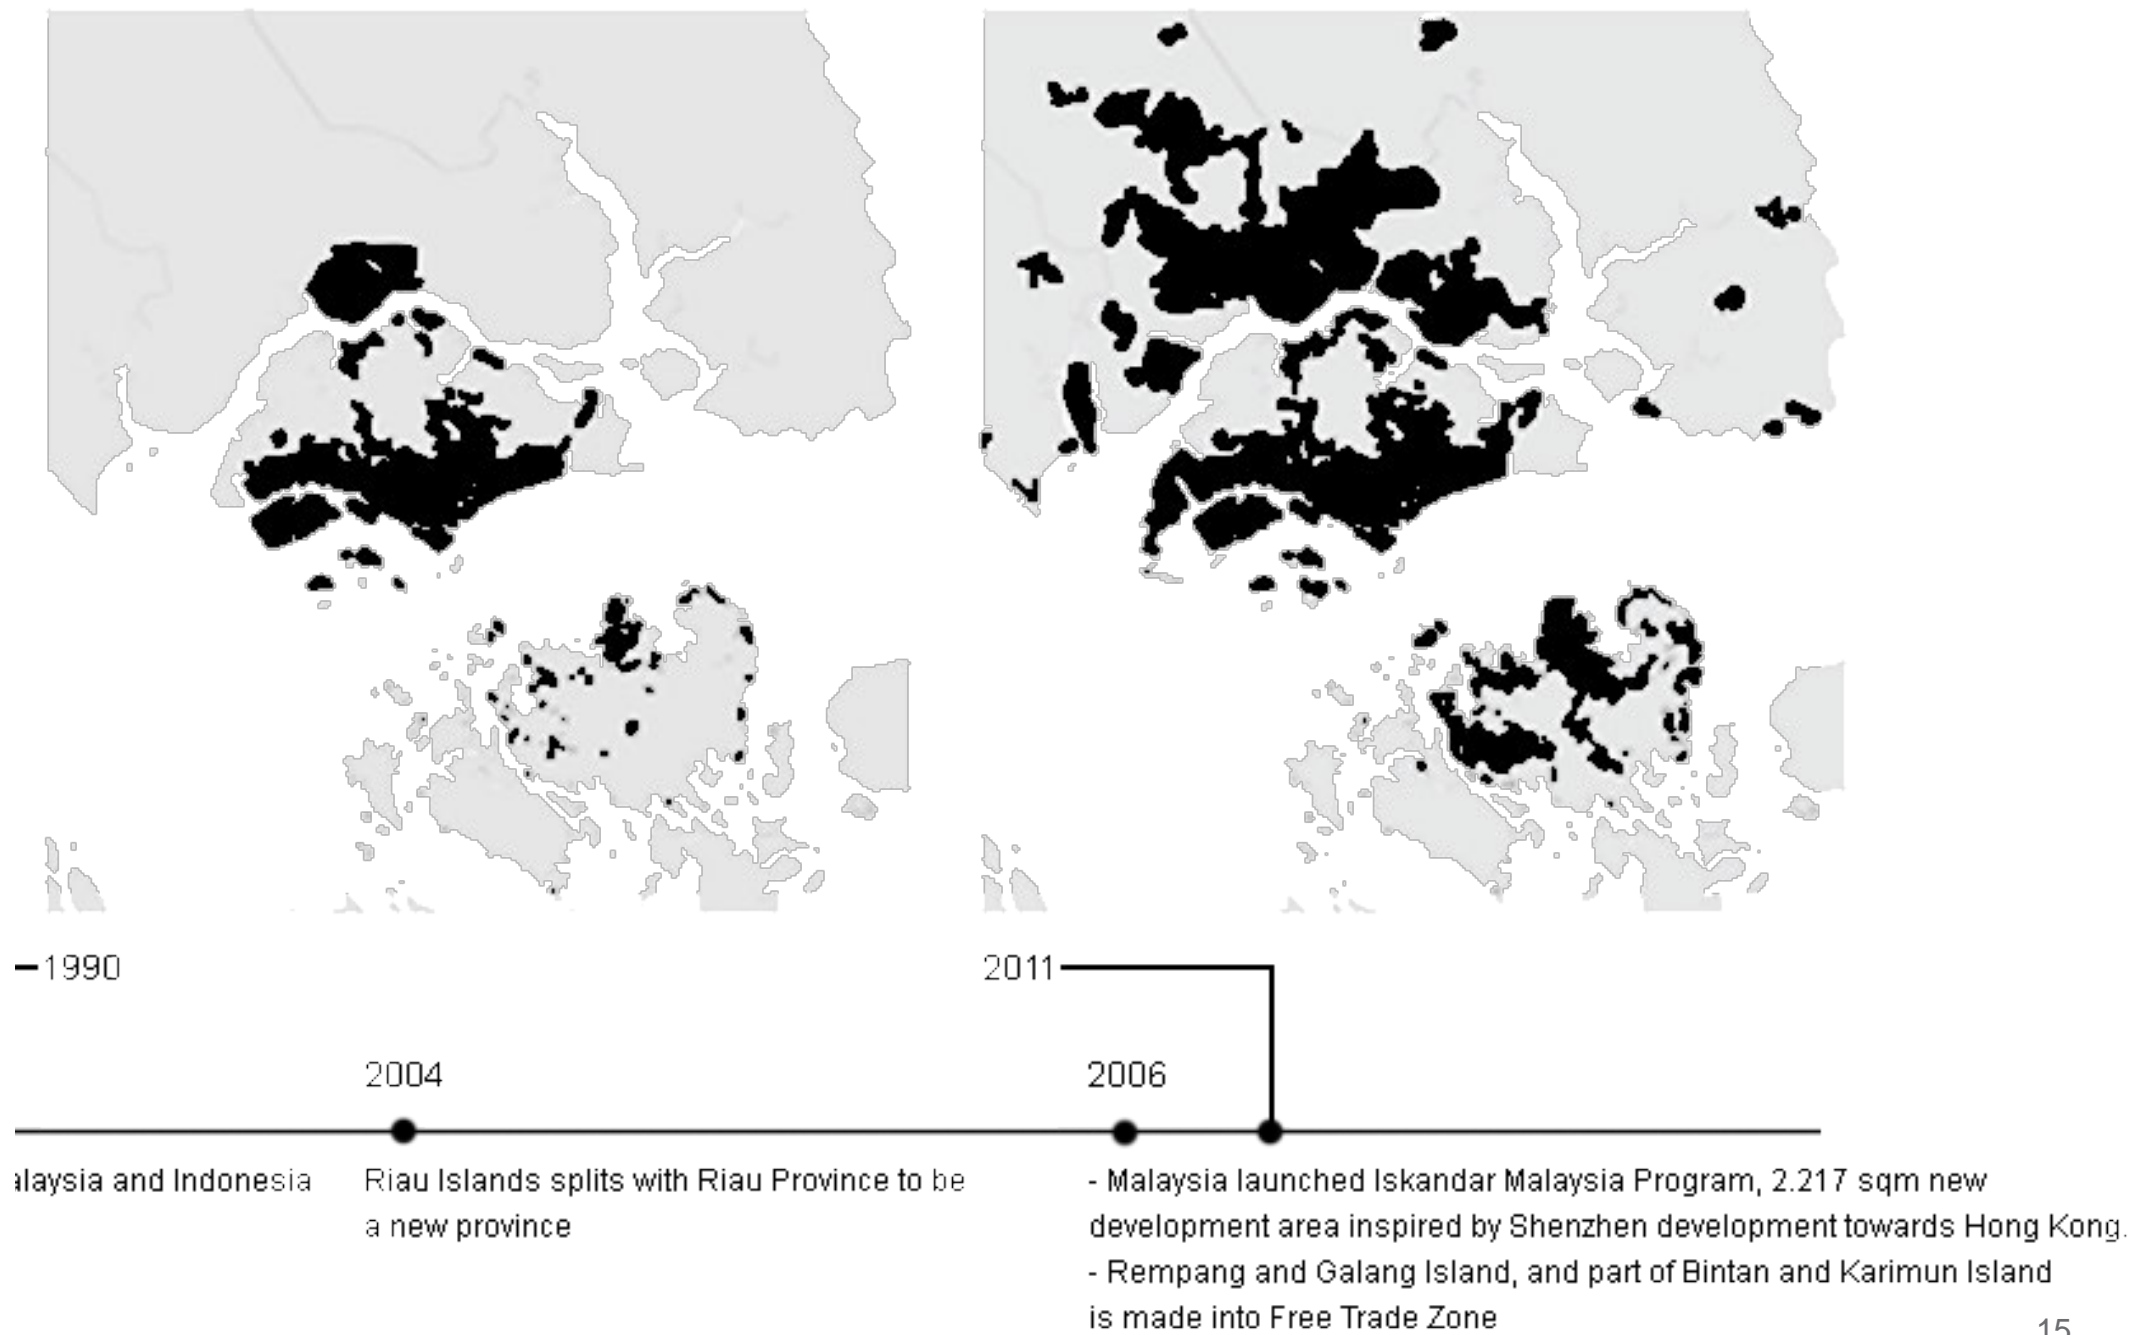 1990
2011
2004
2006
alaysia and Indonesia
Riau Islands splits with Riau Province to be
a new province
- Malaysia launched Iskandar Malaysia Program, 2.217 sqm new
development area inspired by Shenzhen development towards Hong Kong.
- Rempang and Galang Island, and part of Bintan and Karimun Island
is made into Free Trade Zone
15